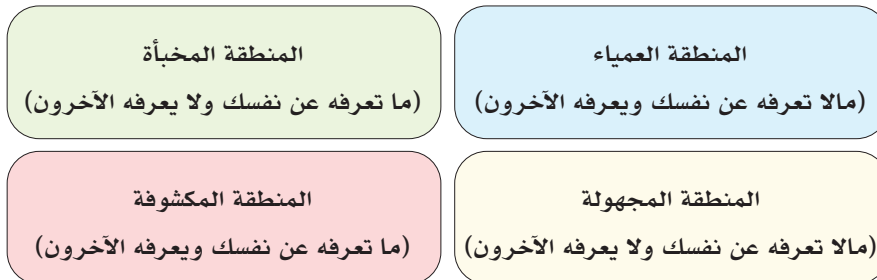 المنطقة العمياء
(مالا تعرفه عن نفسك ويعرفه الآخرون)
المنطقة المخبأة
(ما تعرفه عن نفسك ولا يعرفه الآخرون)
المنطقة المجهولة
(مالا تعرفه عن نفسك ولا يعرفه الآخرون)
المنطقة المكشوفة
(ما تعرفه عن نفسك ويعرفه الآخرون)